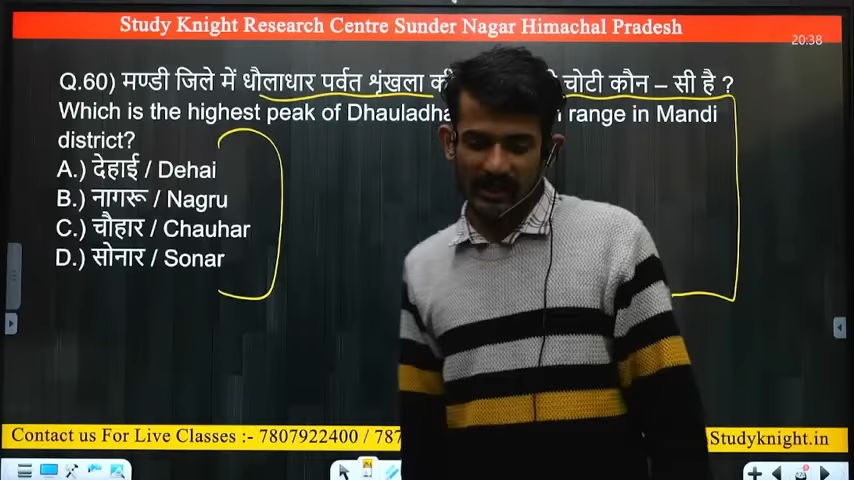 Study Knight Research Centre Sunder Nagar Himachal Pradesh
20:38
Q.60) मण्डी जिले में धौलाधार पर्वत श्रृंखला की चोटी कौन – सी है ?
Which is the highest peak of range in Mandi
district?
A.) देहाई / Dehai
B.) नागरू / Nagru
C.) चौहार / Chauhar
D.) सोनार / Sonar
Contact us For Live Classes :- 7807922400 / 787
Studyknight.in